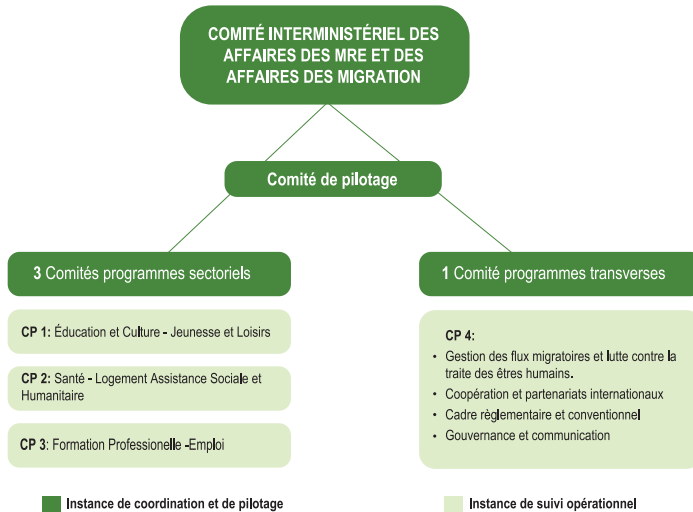 COMITÉ INTERMINISTÉRIEL DES
AFFAIRES DES MRE ET DES
AFFAIRES DES MIGRATION
Comité de pilotage
3 Comités programmes sectoriels
CP 1: Éducation et Culture - Jeunesse et Loisirs
CP 2: Santé - Logement Assistance Sociale et
Humanitaire
CP 3: Formation Professionelle -Emploi
1 Comité programmes transverses
CP 4:
• Gestion des flux migratoires et lutte contre la
traite des êtres humains.
• Coopération et partenariats internationaux
• Cadre règlementaire et conventionnel
• Gouvernance et communication
Instance de coordination et de pilotage
Instance de suivi opérationnel